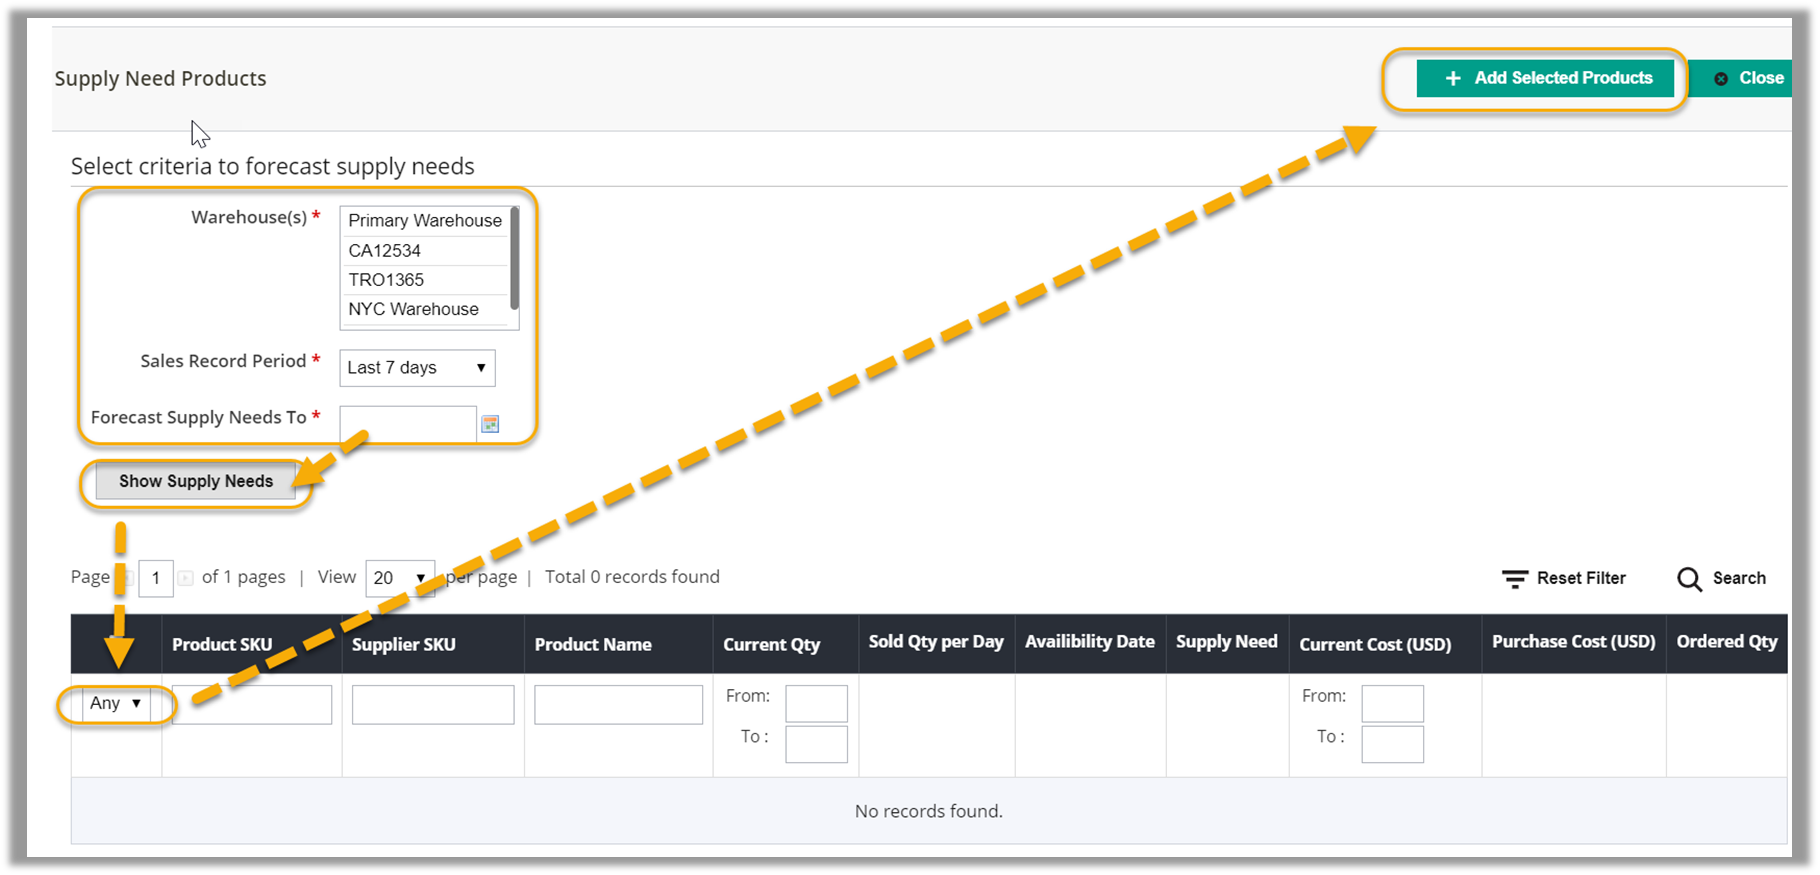 Supply Need Products
+ Add Selected Products
Close
Select criteria to forecast supply needs
Warehouse(s) *
Primary Warehouse
CA12534
TRO1365
NYC Warehouse
Sales Record Period *
Last 7 days
Forecast Supply Needs To *
Show Supply Needs
Page 1 of 1 pages | View 20 per page | Total 0 records found
Reset Filter
Search
Product SKU
Supplier SKU
Product Name
Current Qty
Sold Qty per Day
Availibility Date
Supply Need
Current Cost (USD)
Purchase Cost (USD)
Ordered Qty
Any
From:
To :
From:
To :
No records found.